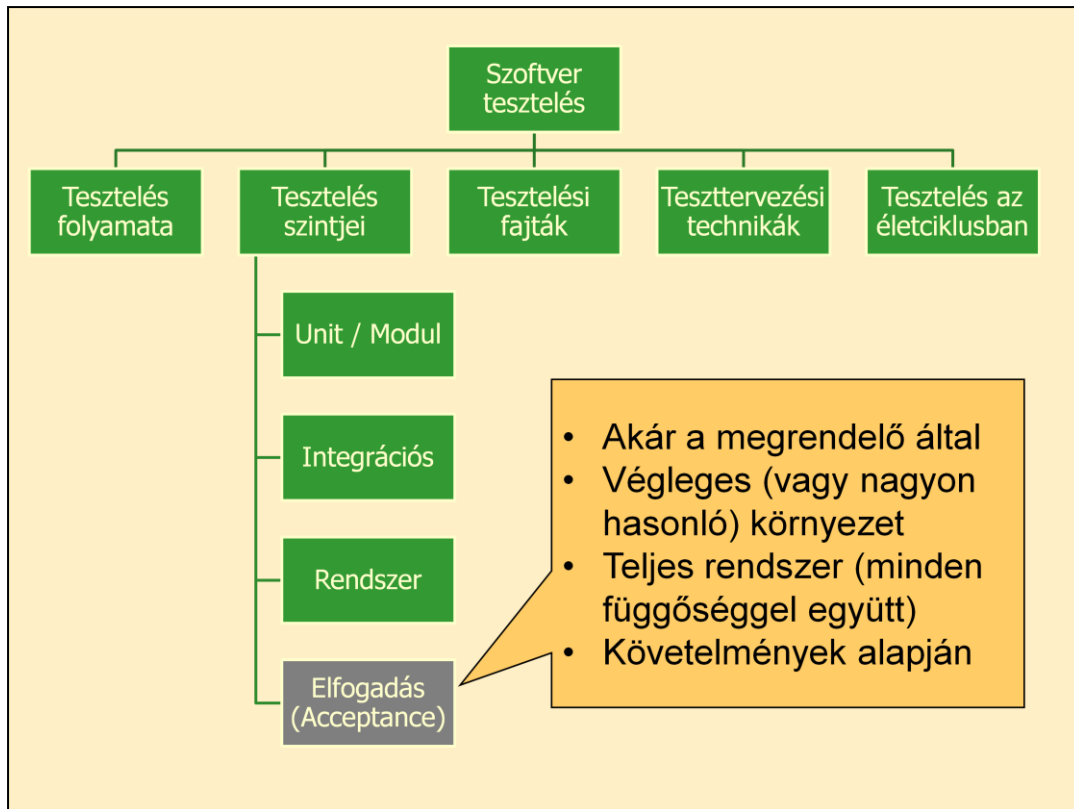 Szoftver
tesztelés
Tesztelés
folyamata
Tesztelés
szintjei
Tesztelési
fajták
Teszttervezési
technikák
Tesztelés az
életciklusban
Unit / Modul
Integrációs
Rendszer
Elfogadás
(Acceptance)
• Akár a megrendelő által
• Végleges (vagy nagyon
hasonló) környezet
• Teljes rendszer (minden
függőséggel együtt)
• Követelmények alapján